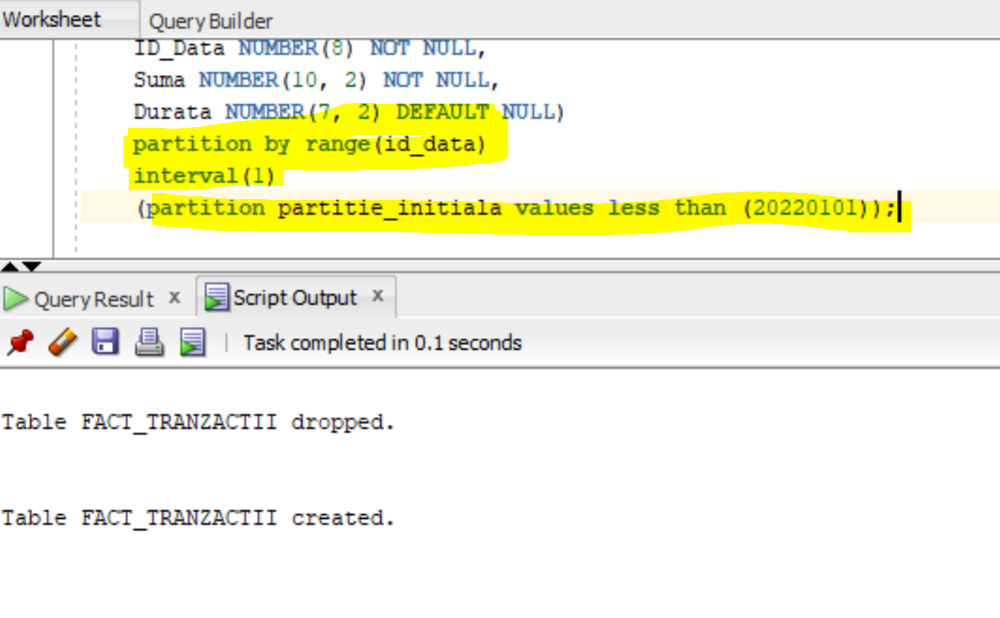 Worksheet
Query Builder
ID_Data NUMBER(8) NOT NULL,
Suma NUMBER(10, 2) NOT NULL,
Durata NUMBER(7, 2) DEFAULT NULL)
partition by range(id_data)
interval(1)
(partition partitie_initiala values less than (20220101));
Query Result x
Script Output x
Task completed in 0.1 seconds
Table FACT_TRANZACTII dropped.
Table FACT_TRANZACTII created.